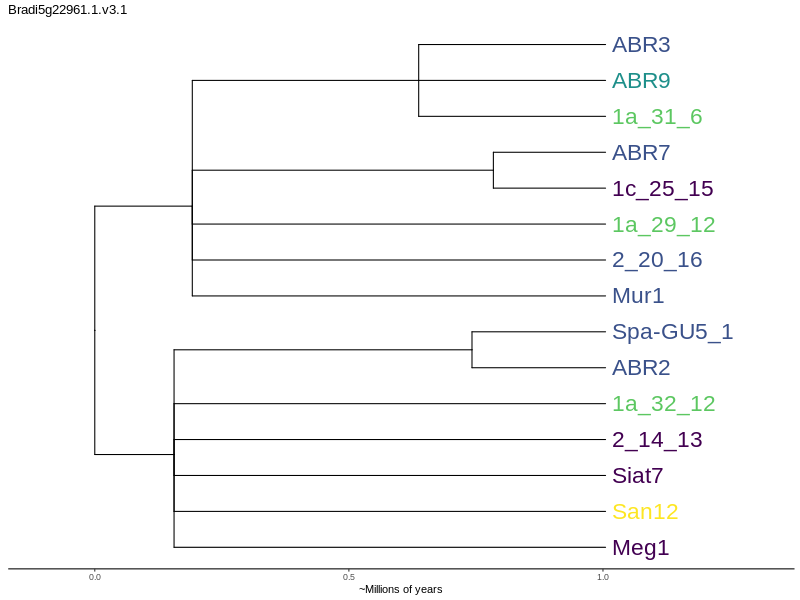 Bradi5g22961.1.v3.1
ABR3
ABR9
1a_31_6
ABR7
1c_25_15
1a_29_12
2_20_16
Mur1
Spa-GU5_1
ABR2
1a_32_12
2_14_13
Siat7
San12
Meg1
0.0 0.5 1.0
~Millions of years